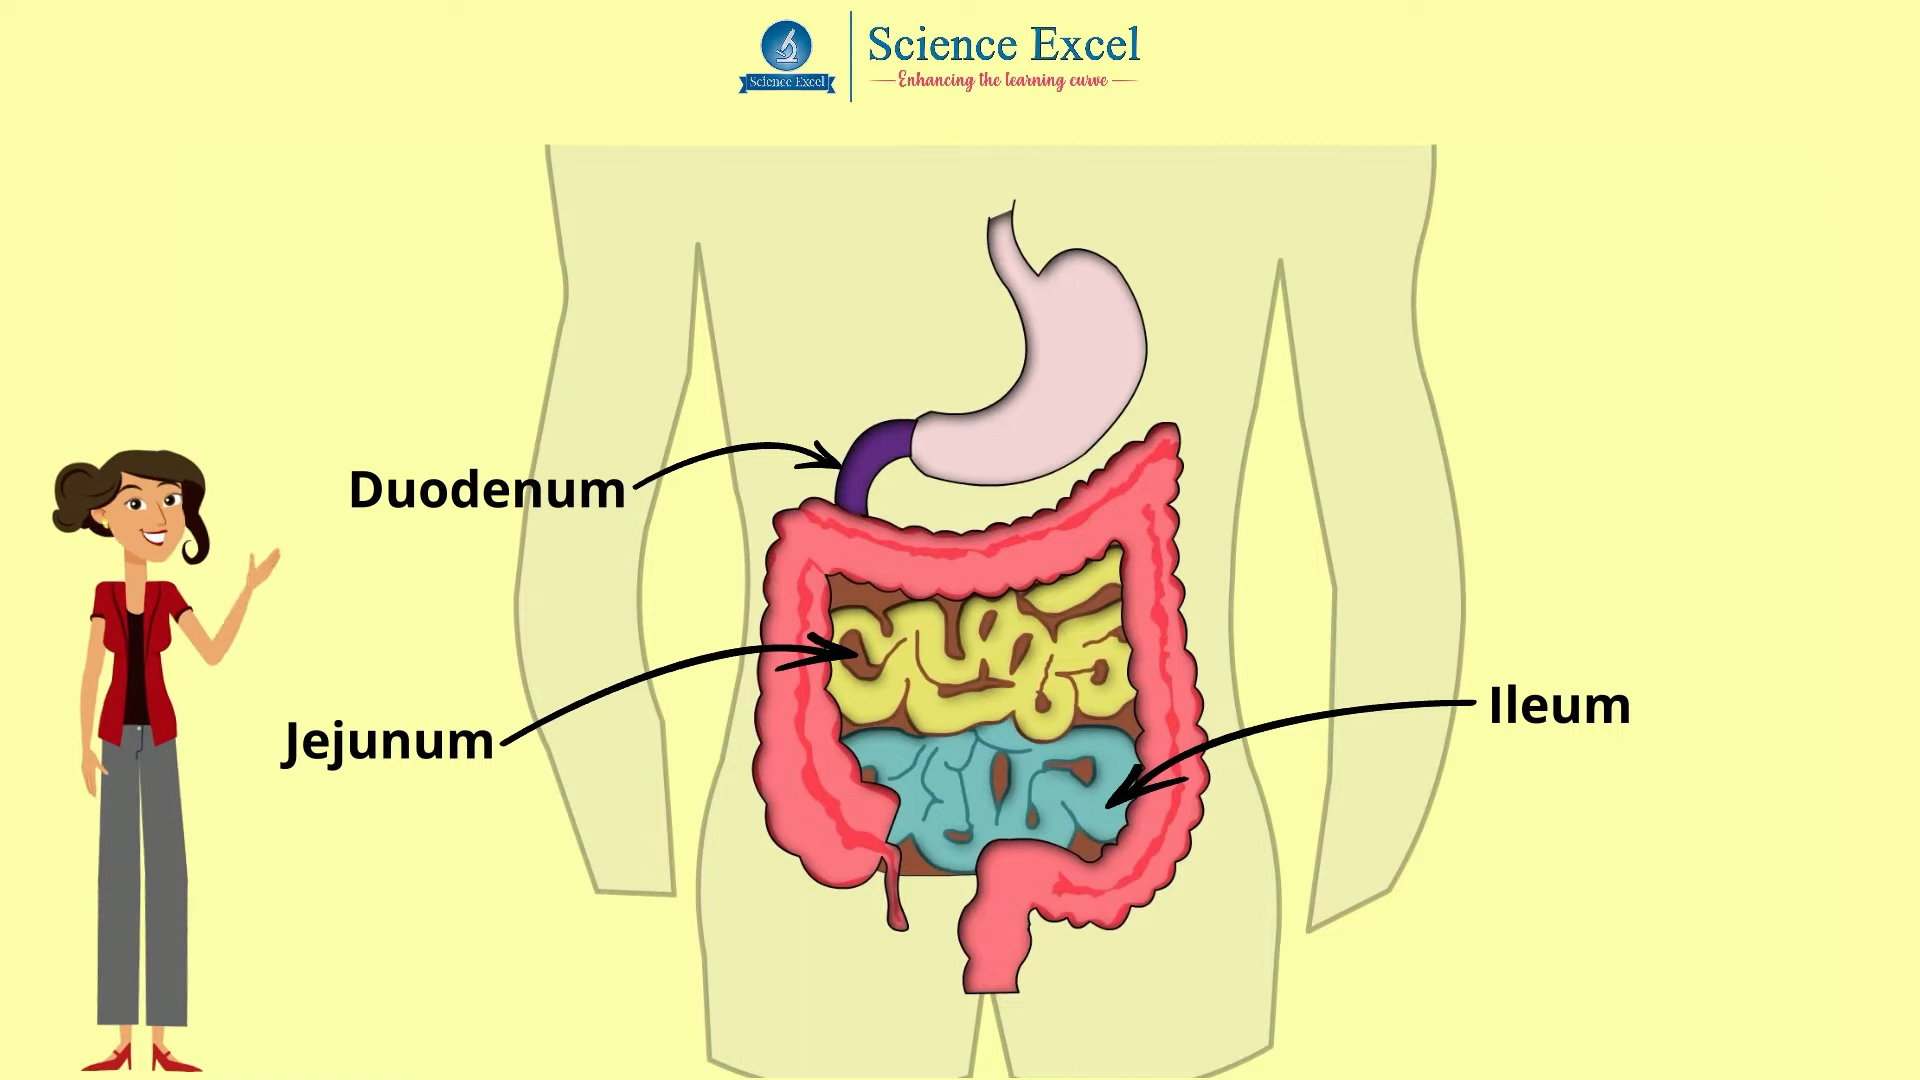 Science Excel
Science Excel
Enhancing the learning curve
Duodenum
Jejunum
Ileum